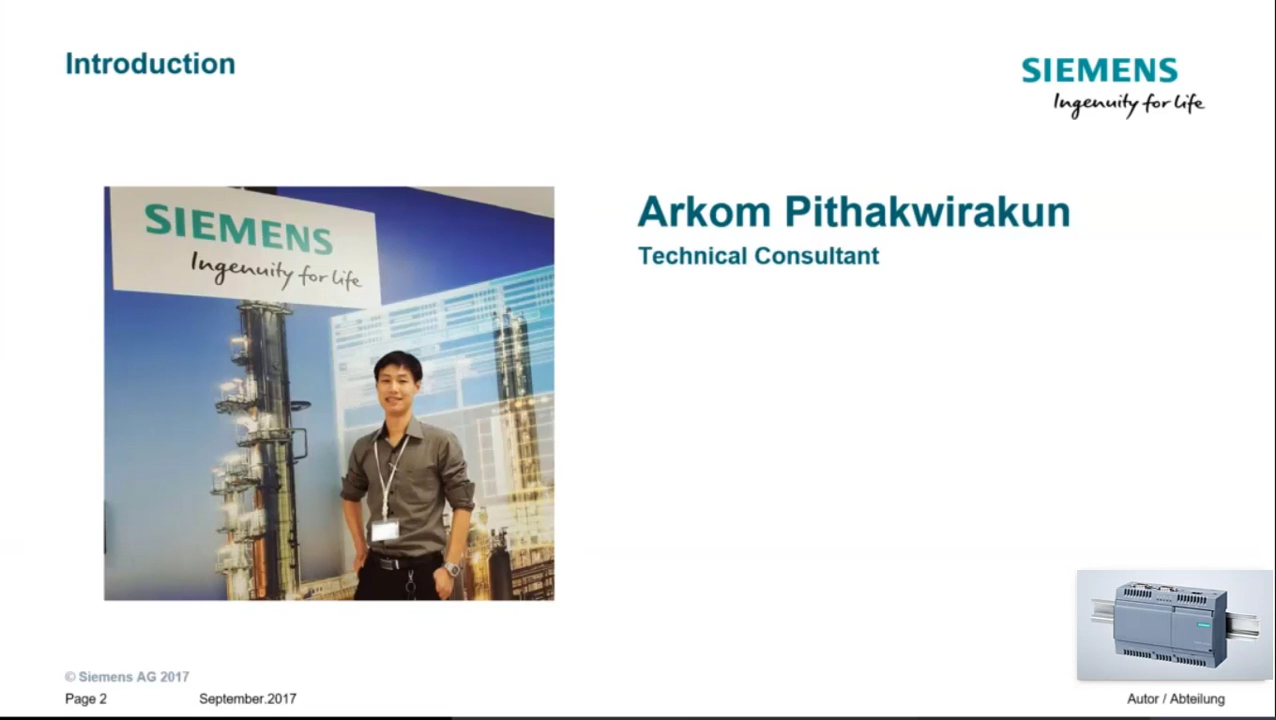 Introduction
SIEMENS
Ingenuity for life
SIEMENS
Ingenuity for life
Arkom Pithakwirakun
Technical Consultant
© Siemens AG 2017
Page 2
September.2017
Autor / Abteilung